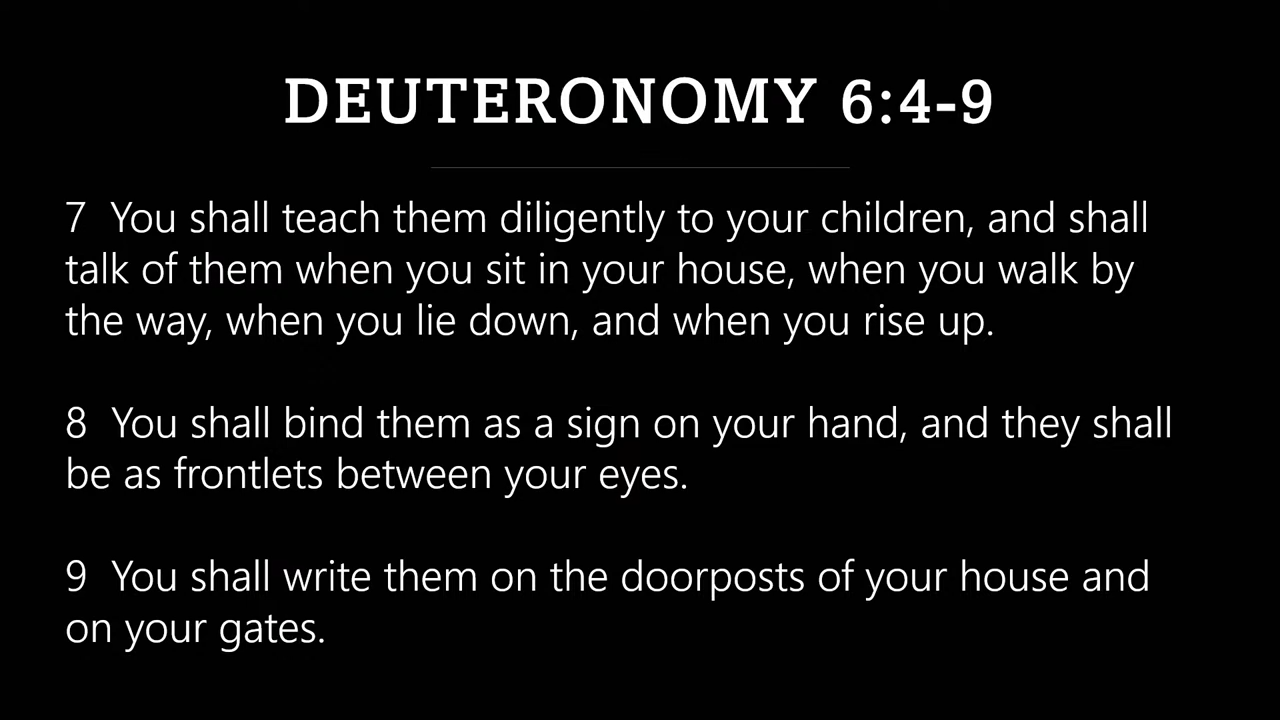 DEUTERONOMY 6:4-9
7 You shall teach them diligently to your children, and shall
talk of them when you sit in your house, when you walk by
the way, when you lie down, and when you rise up.
8 You shall bind them as a sign on your hand, and they shall
be as frontlets between your eyes.
9 You shall write them on the doorposts of your house and
on your gates.